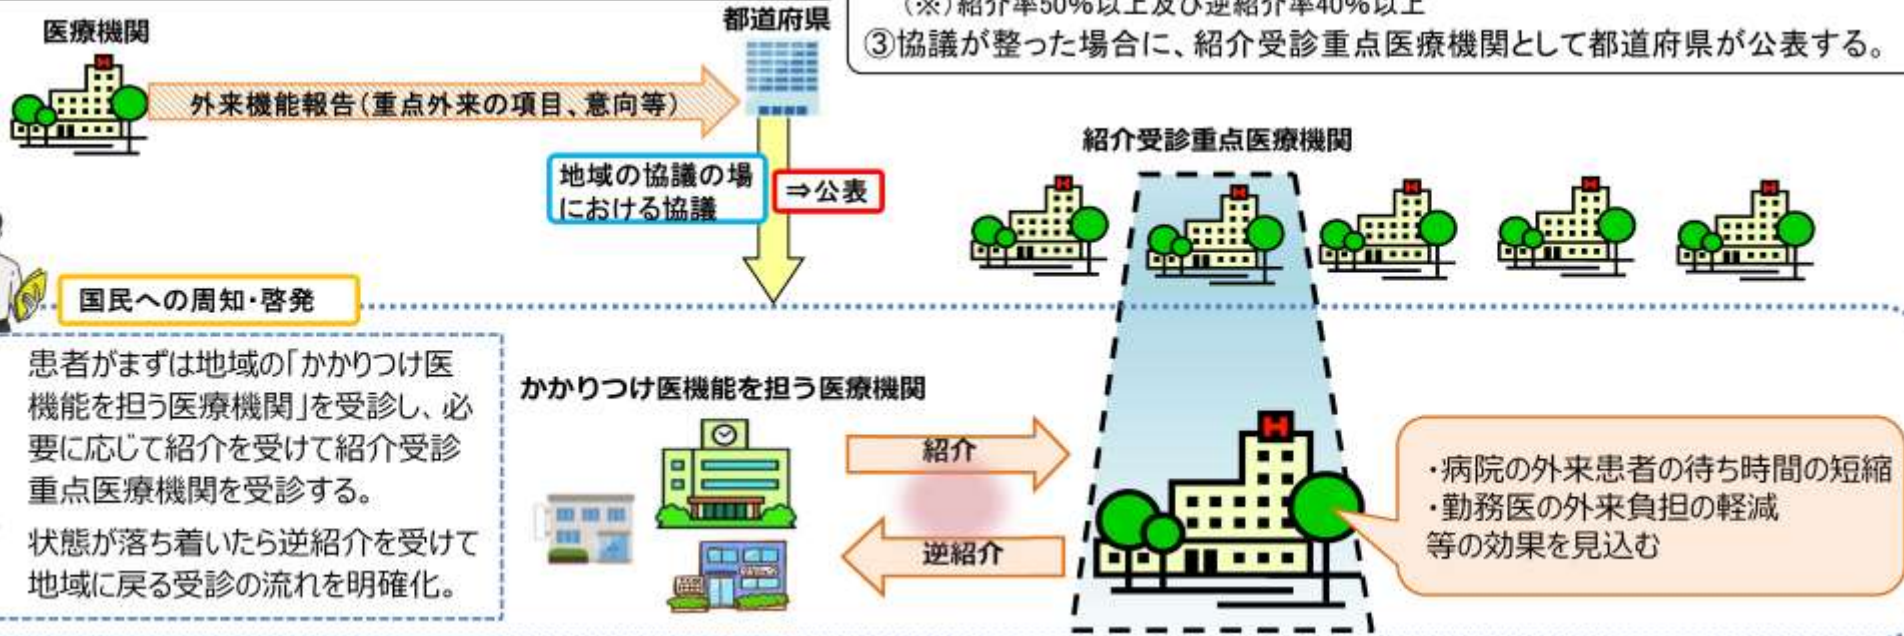 (※)紹介率50%以上及び逆紹介率40%以上
③協議が整った場合に、紹介受診重点医療機関として都道府県が公表する。
医療機関
都道府県
外来機能報告(重点外来の項目、意向等)
地域の協議の場
における協議
⇒公表
紹介受診重点医療機関
H
H
H
H
H
H
国民への周知・啓発
患者がまずは地域の「かかりつけ医
機能を担う医療機関」を受診し、必
要に応じて紹介を受けて紹介受診
重点医療機関を受診する。
状態が落ち着いたら逆紹介を受けて
地域に戻る受診の流れを明確化。
かかりつけ医機能を担う医療機関
紹介
逆紹介
H
・病院の外来患者の待ち時間の短縮
・勤務医の外来負担の軽減
等の効果を見込む